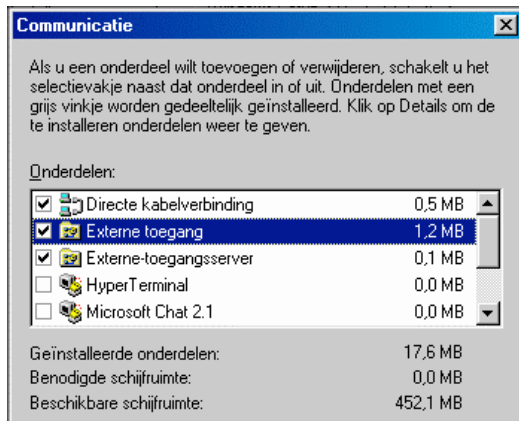 Communicatie
Als u een onderdeel wilt toevoegen of verwijderen, schakelt u het
selectievakje naast dat onderdeel in of uit. Onderdelen met een
grijs vinkje worden gedeeltelijk geïnstalleerd. Klik op Details om de
te installeren onderdelen weer te geven.
Onderdelen:
Directe kabelverbinding 0,5 MB
Externe toegang 1,2 MB
Externe-toegangsserver 0,1 MB
HyperTerminal 0,0 MB
Microsoft Chat 2.1 0,0 MB
Geïnstalleerde onderdelen: 17,6 MB
Benodigde schijfruimte: 0,0 MB
Beschikbare schijfruimte: 452,1 MB